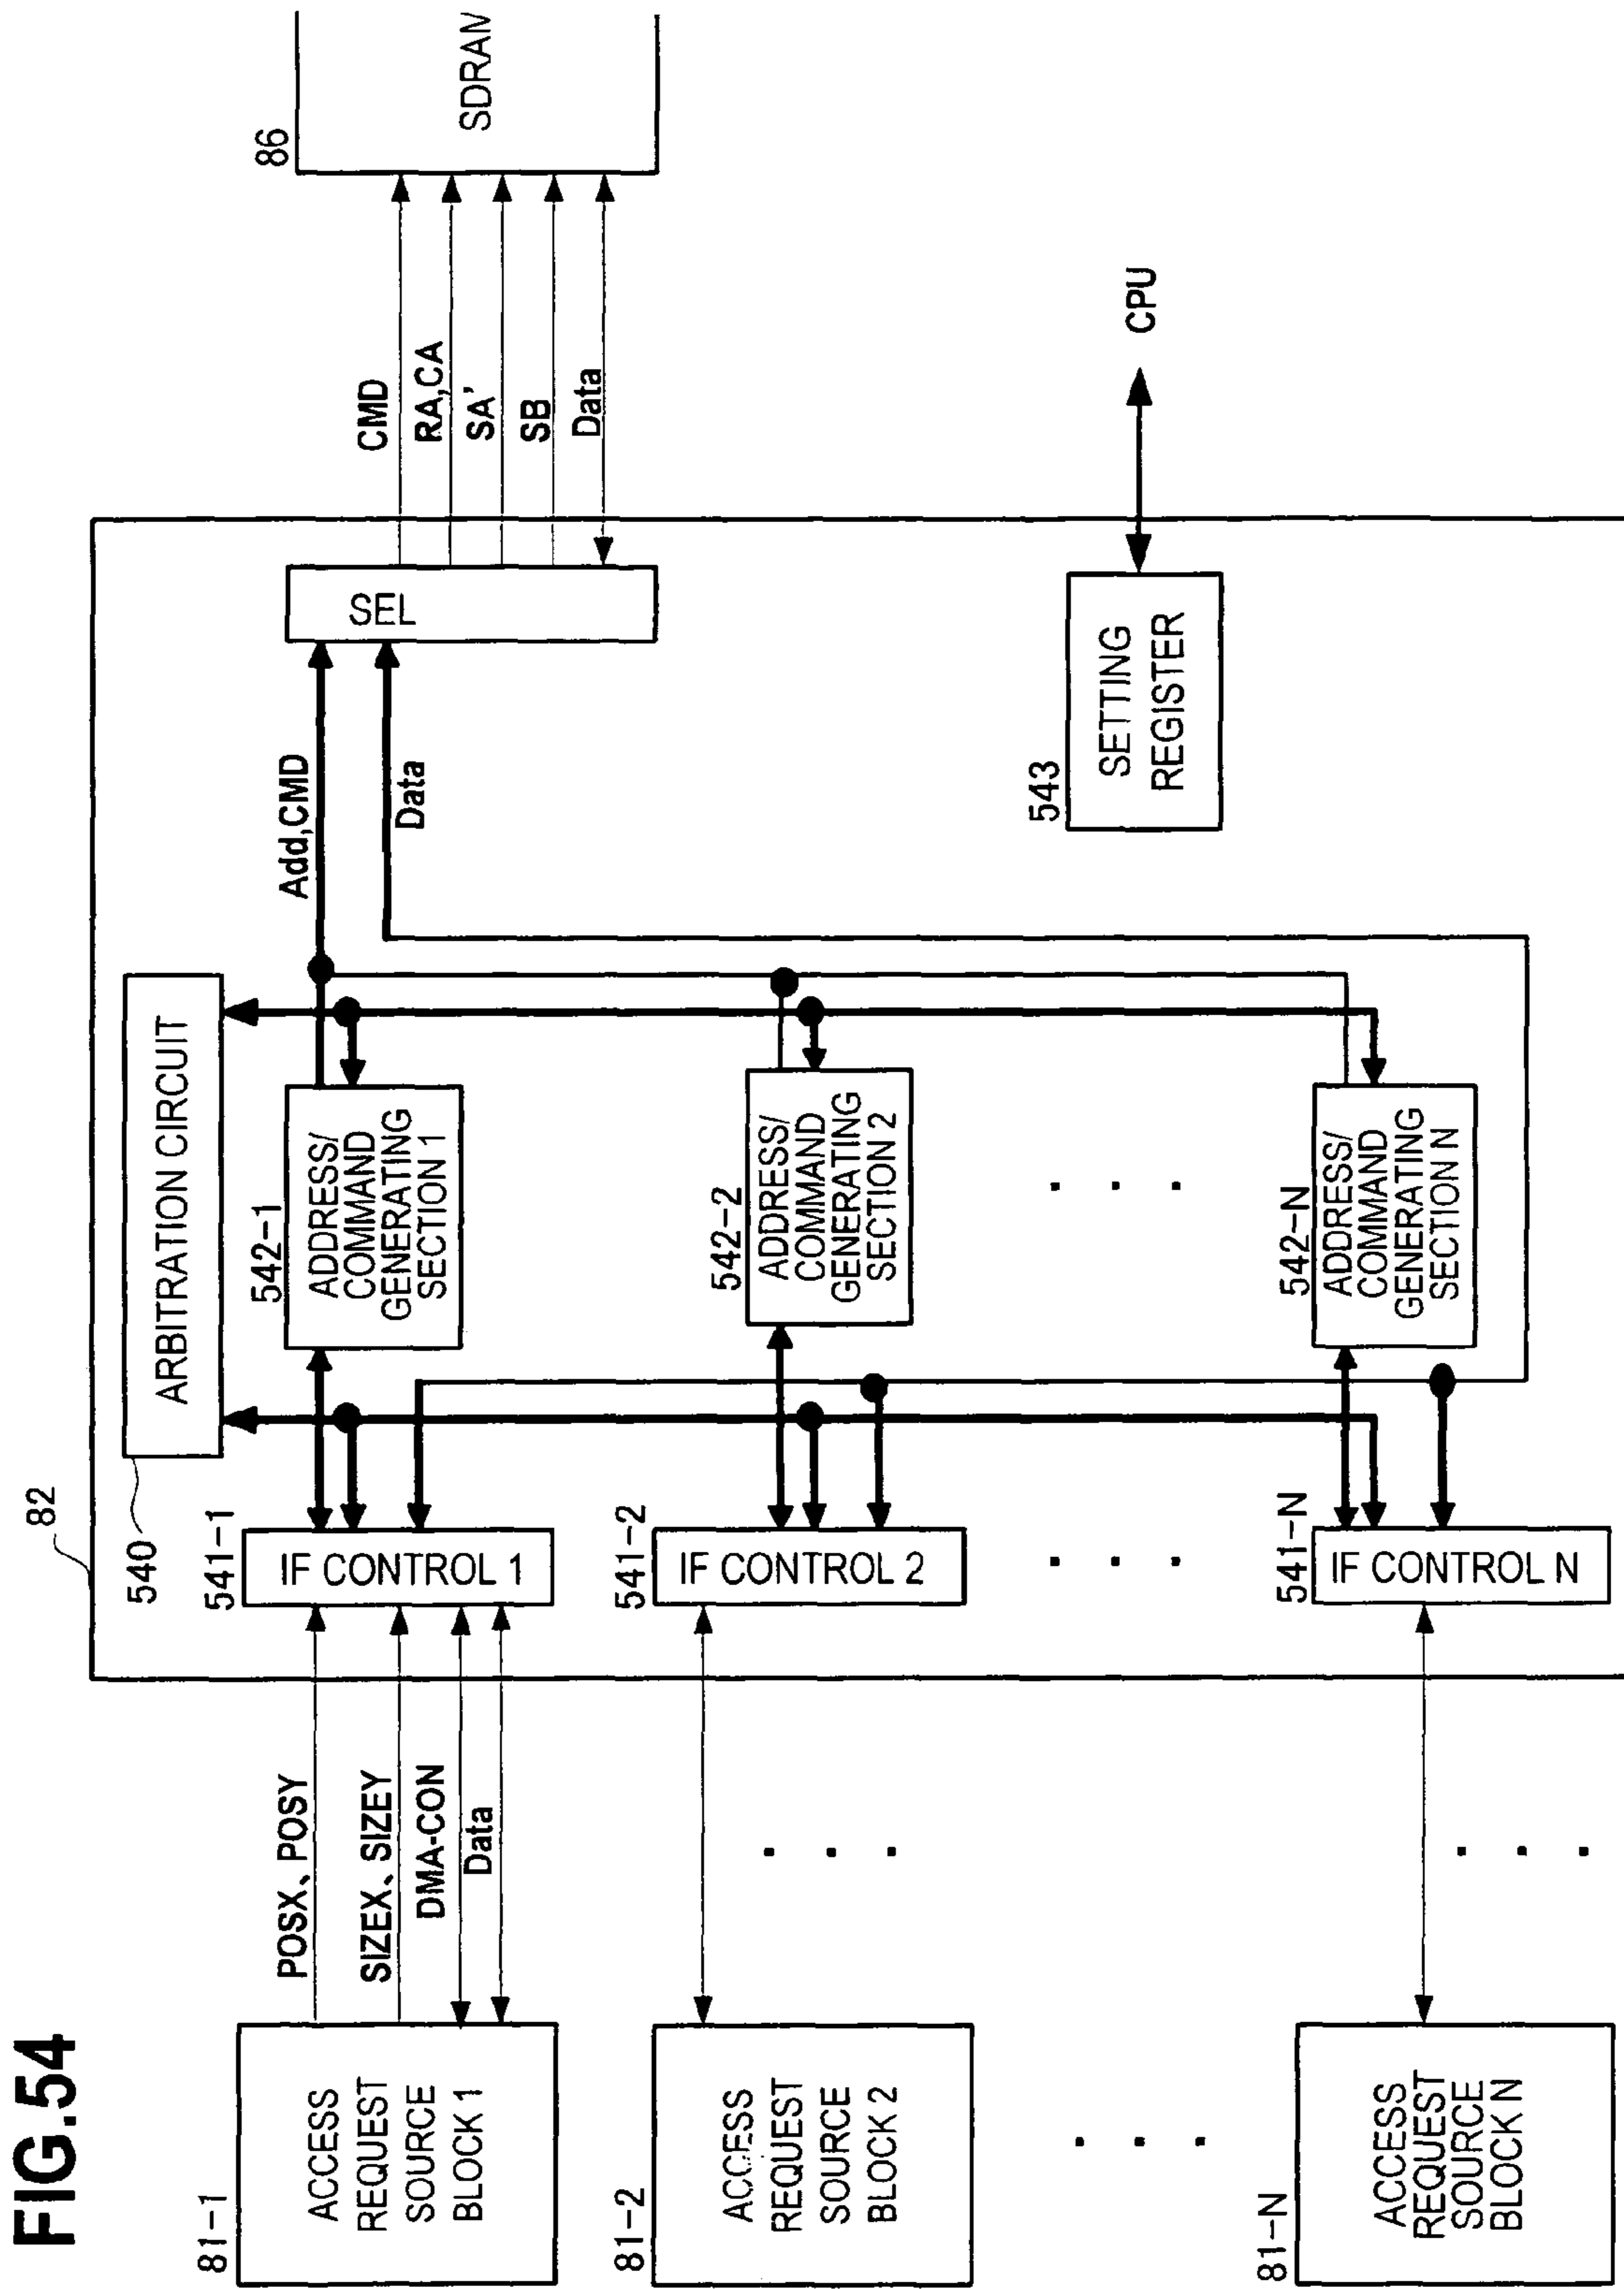 FIG.54
82
540
ARBITRATION CIRCUIT
81-1
ACCESS
REQUEST
SOURCE
BLOCK 1
POSX、POSY
SIZEX、SIZEY
DMA-CON
Data
541-1
IF CONTROL 1
542-1
ADDRESS/
COMMAND
GENERATING
SECTION 1
Add,CMD
Data
SEL
CMD
RA,CA
SA'
SB
Data
86
SDRAM
81-2
ACCESS
REQUEST
SOURCE
BLOCK 2
541-2
IF CONTROL 2
542-2
ADDRESS/
COMMAND
GENERATING
SECTION 2
543
SETTING
REGISTER
CPU
81-N
ACCESS
REQUEST
SOURCE
BLOCK N
541-N
IF CONTROL N
542-N
ADDRESS/
COMMAND
GENERATING
SECTION N